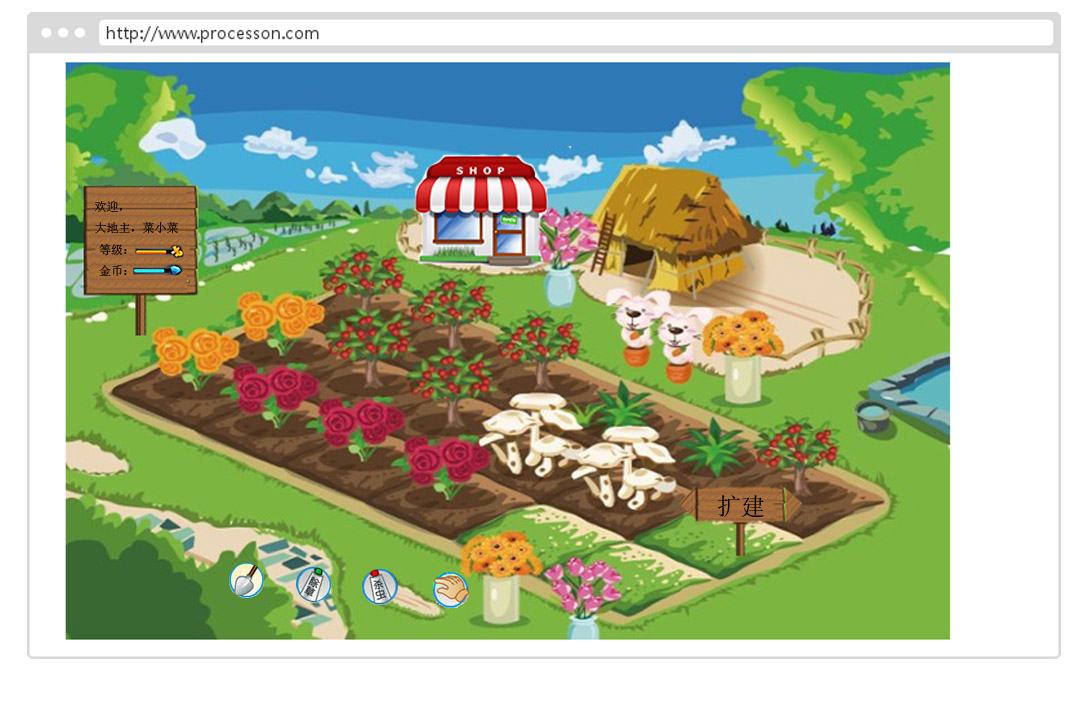 http://www.processon.com
SHOP
欢迎，
大地主，菜小菜
等级：
金币：
OPEN
扩建
除草
杀虫